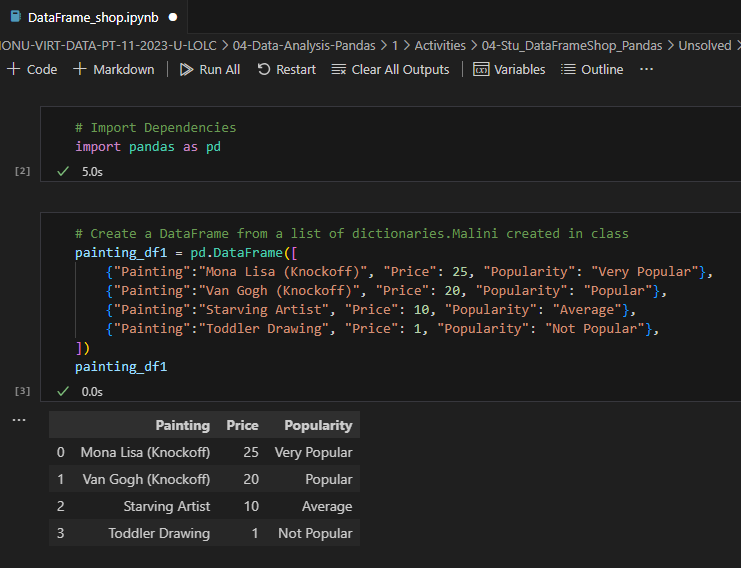 DataFrame_shop.ipynb
IONU-VIRT-DATA-PT-11-2023-U-LOLC > 04-Data-Analysis-Pandas > 1 > Activities > 04-Stu_DataFrameShop_Pandas > Unsolved >
+ Code + Markdown | Run All Restart Clear All Outputs | Variables Outline ...
# Import Dependencies
import pandas as pd
[2] ✓ 5.0s
# Create a DataFrame from a list of dictionaries.Malini created in class
painting_df1 = pd.DataFrame([
{"Painting":"Mona Lisa (Knockoff)", "Price": 25, "Popularity": "Very Popular"},
{"Painting":"Van Gogh (Knockoff)", "Price": 20, "Popularity": "Popular"},
{"Painting":"Starving Artist", "Price": 10, "Popularity": "Average"},
{"Painting":"Toddler Drawing", "Price": 1, "Popularity": "Not Popular"},
])
painting_df1
[3] ✓ 0.0s
...
Painting Price Popularity
0 Mona Lisa (Knockoff) 25 Very Popular
1 Van Gogh (Knockoff) 20 Popular
2 Starving Artist 10 Average
3 Toddler Drawing 1 Not Popular